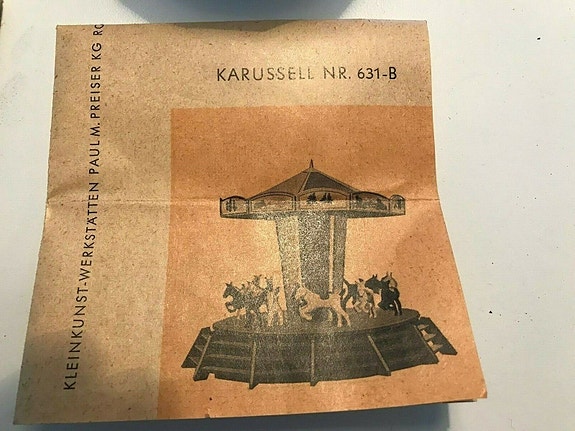 KARUSSELL NR. 631-B
KLEINKUNST-WERKSTÄTTEN PAUL M. PREISER KG